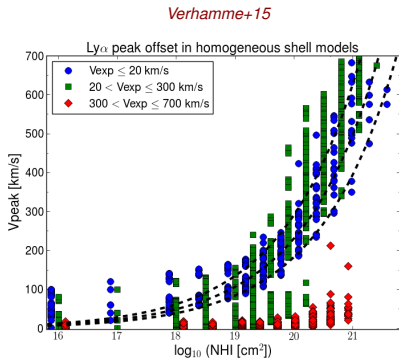 Verhamme+15
Lyα peak offset in homogeneous shell models
Vexp ≤ 20 km/s
20 < Vexp ≤ 300 km/s
300 < Vexp ≤ 700 km/s
Vpeak [km/s]
700
600
500
400
300
200
100
0
16 17 18 19 20 21
log₁₀ (NHI [cm⁻²])